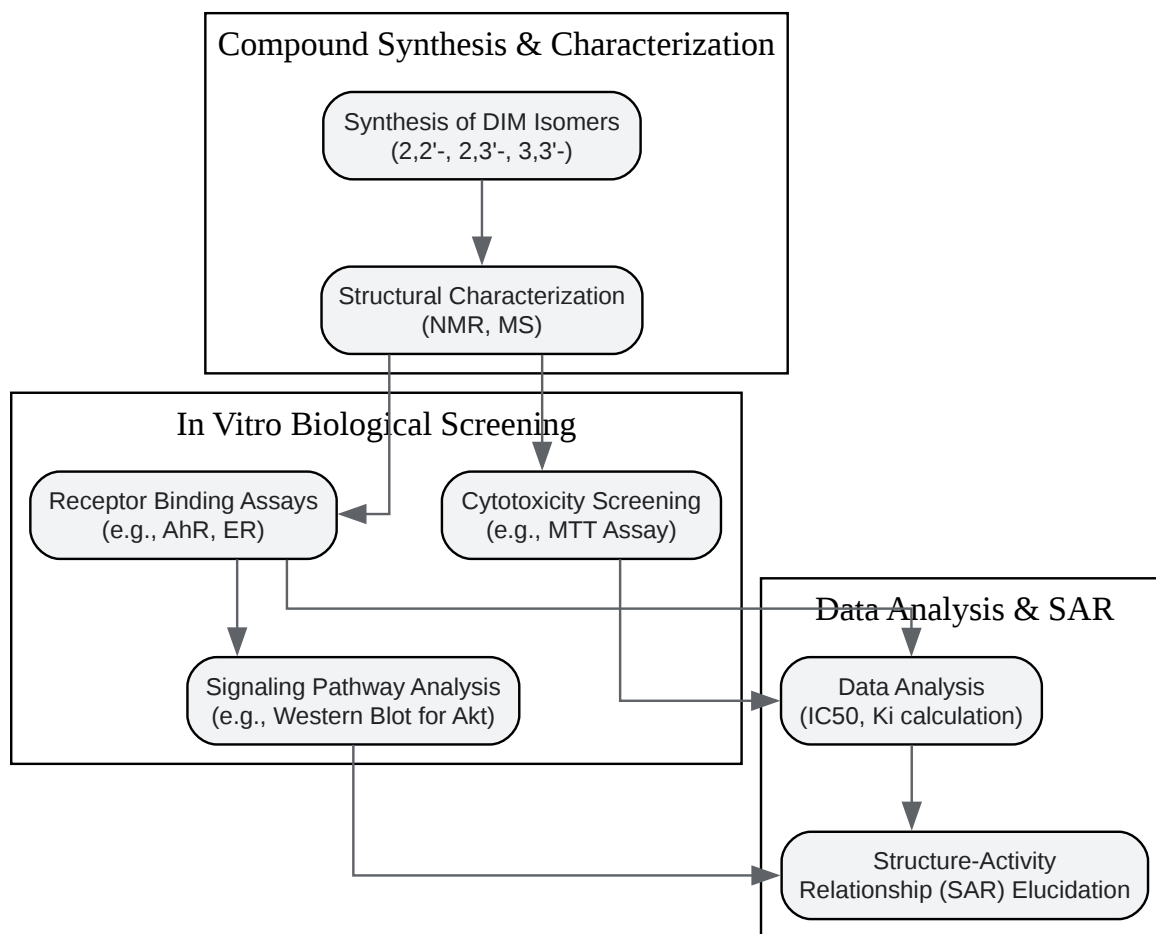 Compound Synthesis & Characterization
Synthesis of DIM Isomers
(2,2'-, 2,3'-, 3,3'-)
Structural Characterization
(NMR, MS)
In Vitro Biological Screening
Receptor Binding Assays
(e.g., AhR, ER)
Cytotoxicity Screening
(e.g., MTT Assay)
Data Analysis & SAR
Signaling Pathway Analysis
(e.g., Western Blot for Akt)
Data Analysis
(IC50, Ki calculation)
Structure-Activity
Relationship (SAR) Elucidation